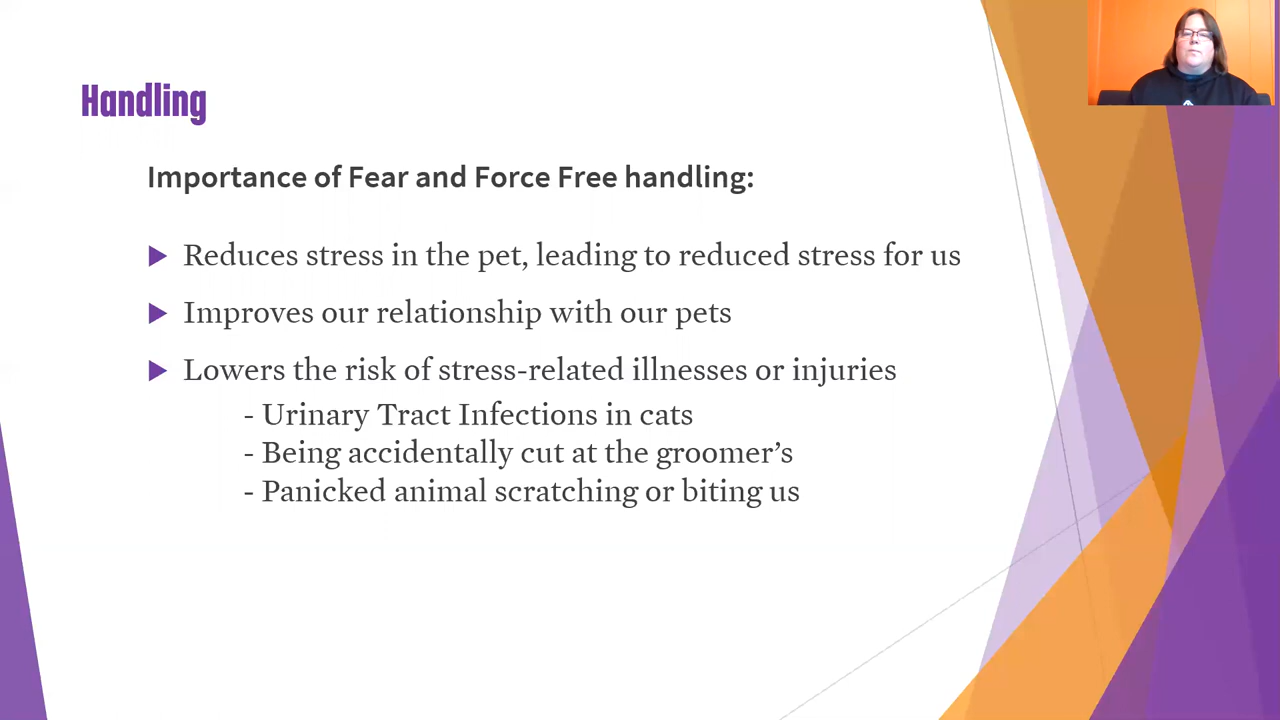 Handling
Importance of Fear and Force Free handling:
Reduces stress in the pet, leading to reduced stress for us
Improves our relationship with our pets
Lowers the risk of stress-related illnesses or injuries
- Urinary Tract Infections in cats
- Being accidentally cut at the groomer’s
- Panicked animal scratching or biting us